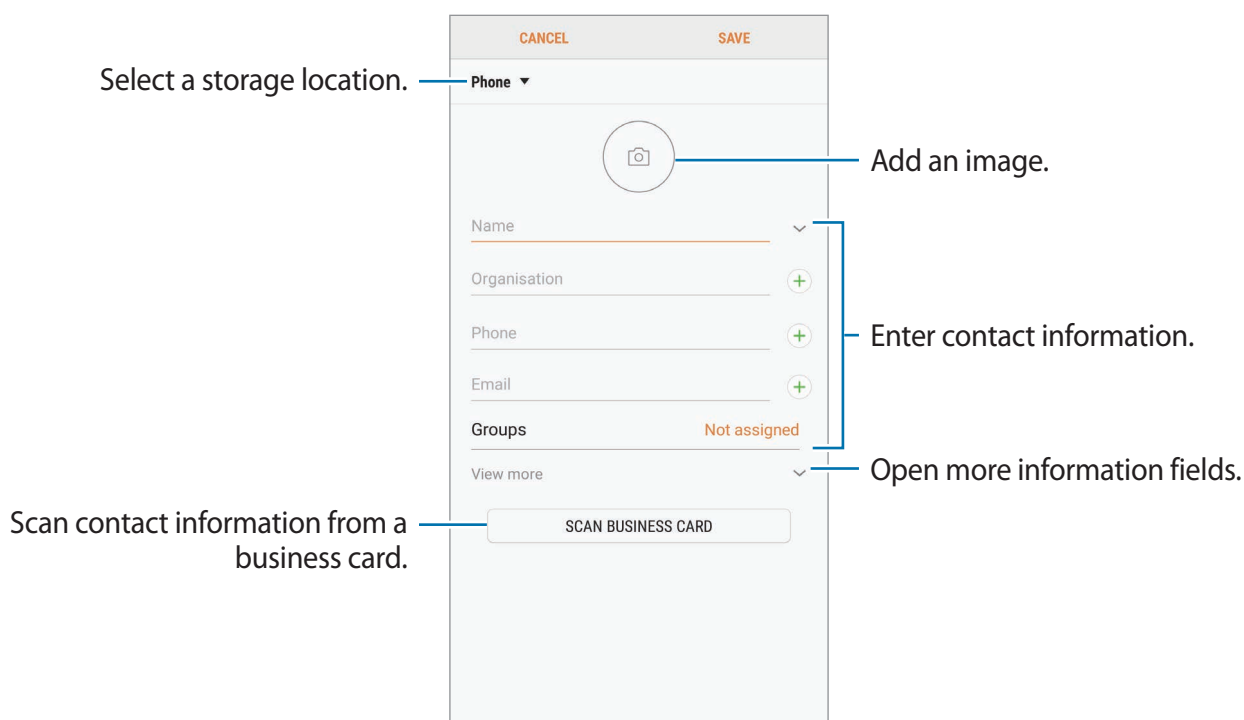 CANCEL SAVE
Select a storage location.
Phone
Add an image.
Name
Organisation
Phone
Enter contact information.
Email
Groups Not assigned
View more
Open more information fields.
Scan contact information from a
business card.
SCAN BUSINESS CARD